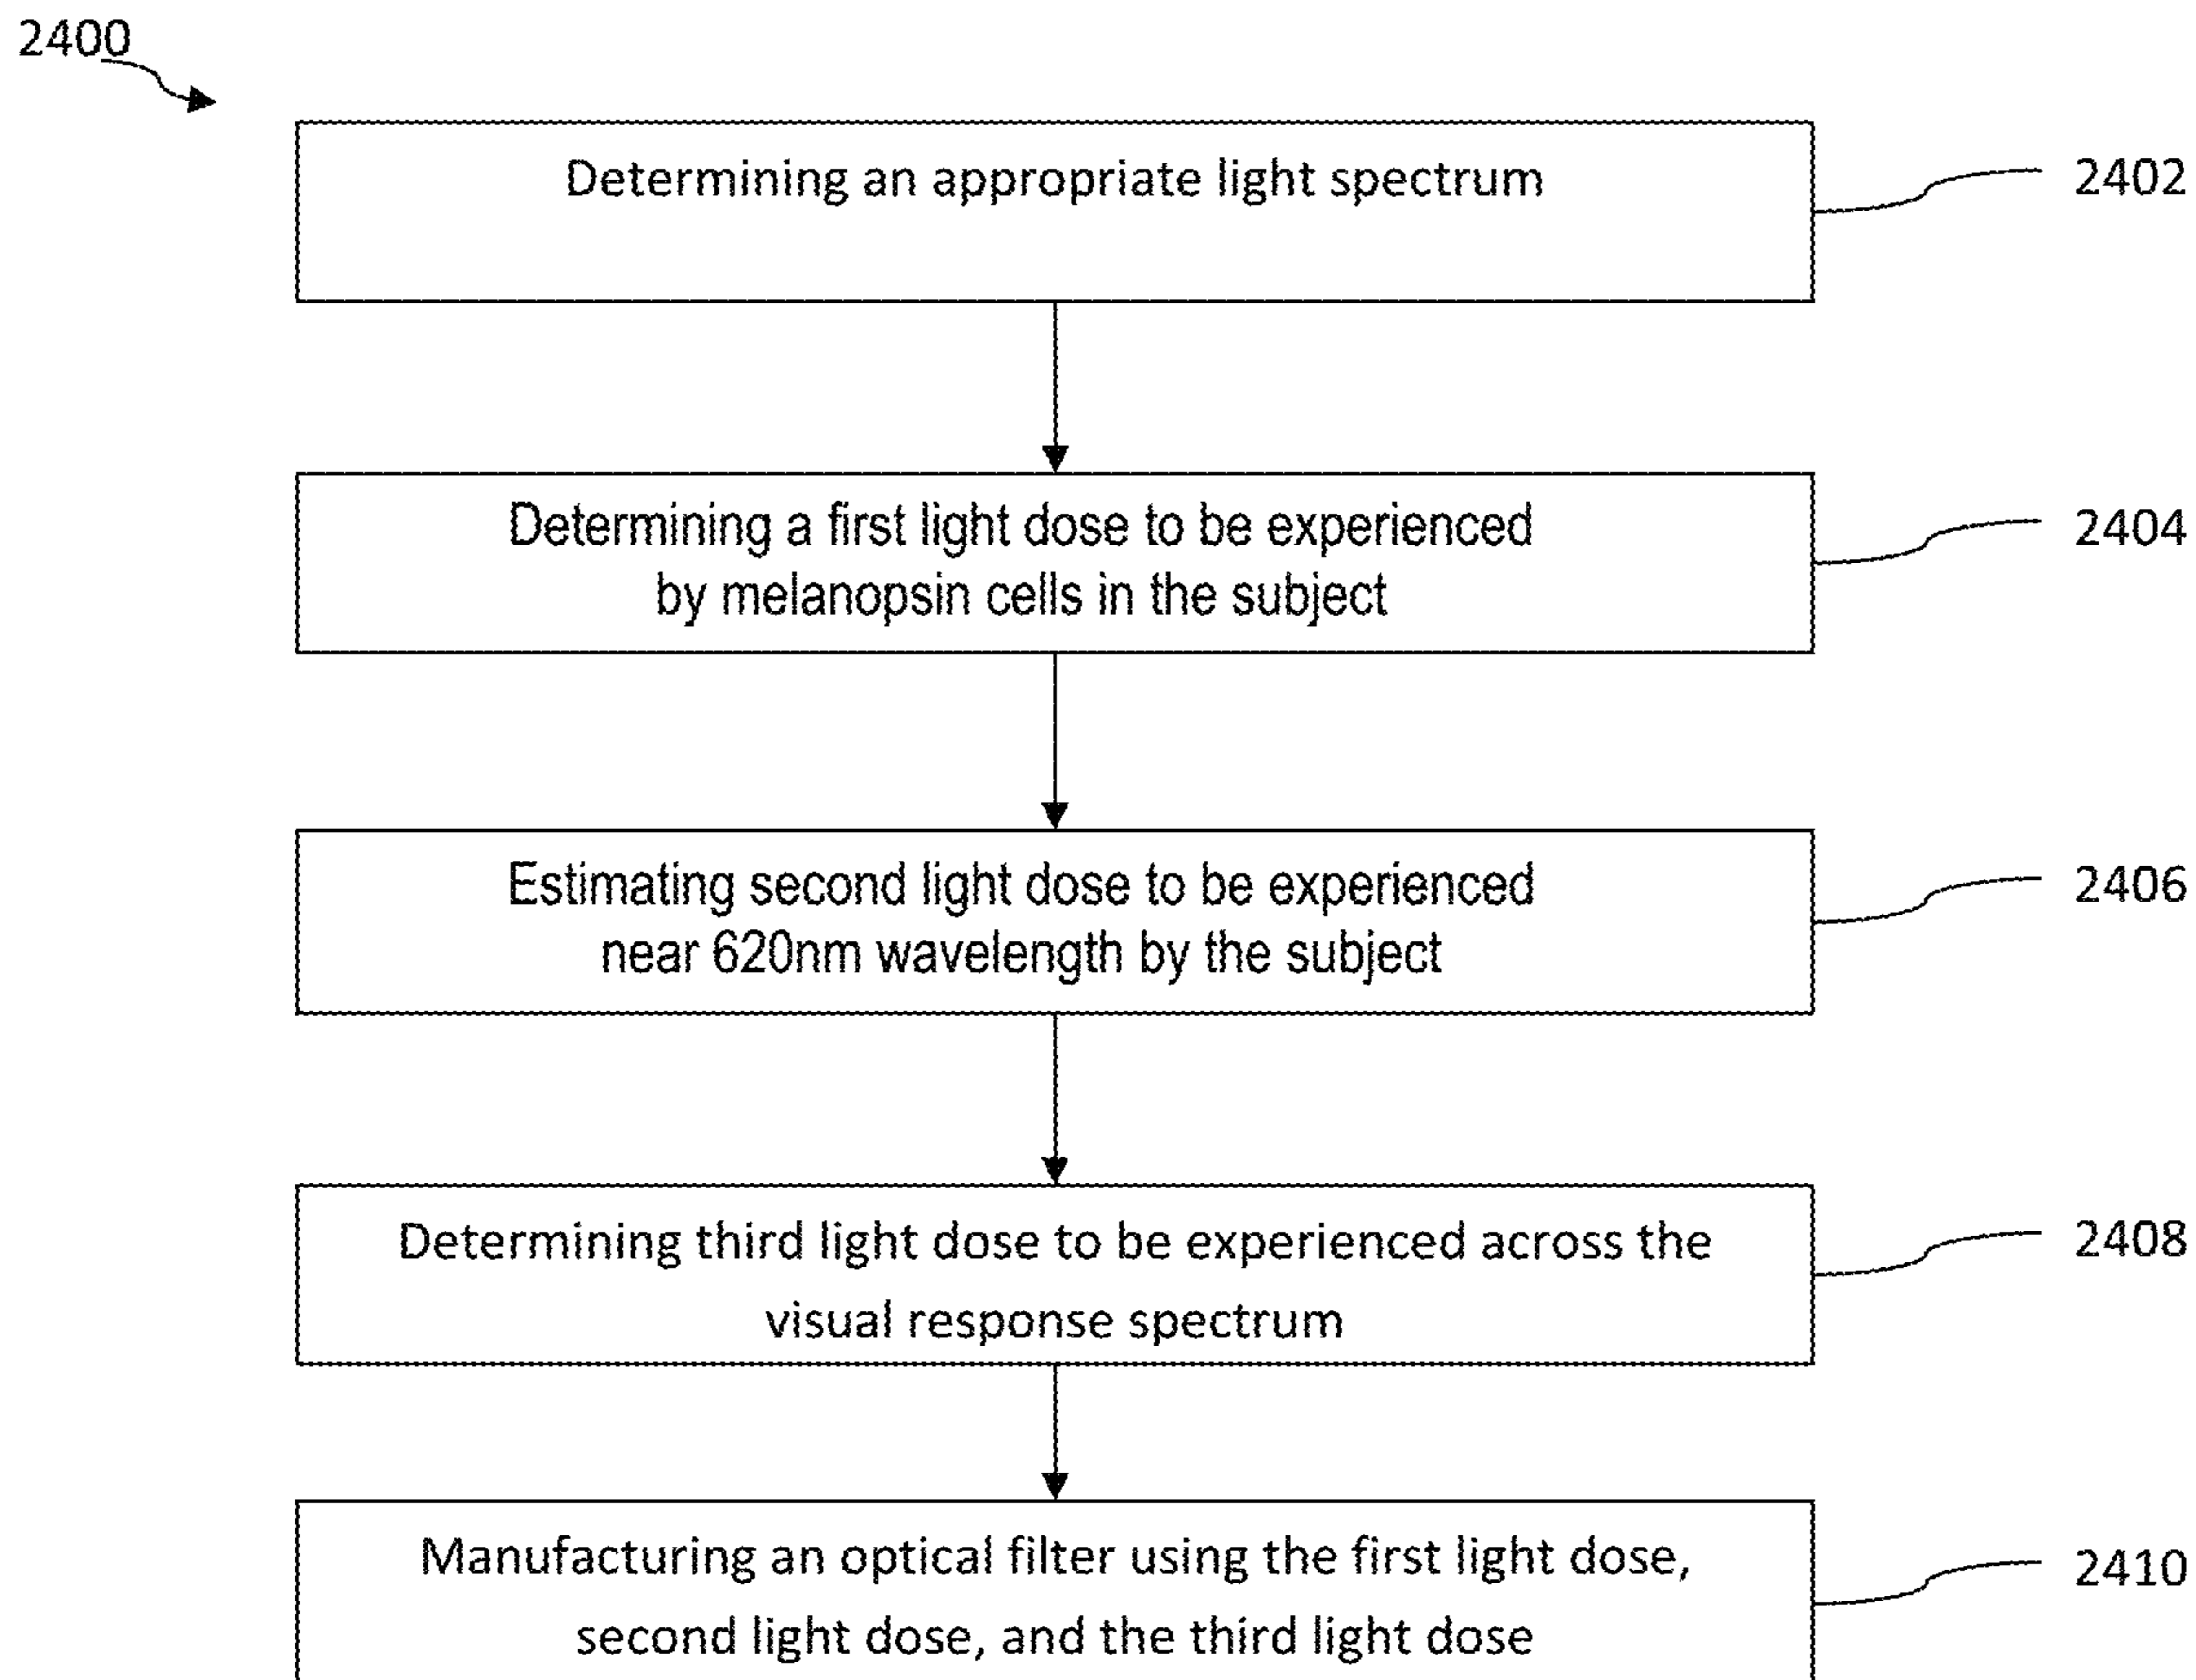 2400
Determining an appropriate light spectrum
2402
Determining a first light dose to be experienced
by melanopsin cells in the subject
2404
Estimating second light dose to be experienced
near 620nm wavelength by the subject
2406
Determining third light dose to be experienced across the
visual response spectrum
2408
Manufacturing an optical filter using the first light dose,
second light dose, and the third light dose
2410